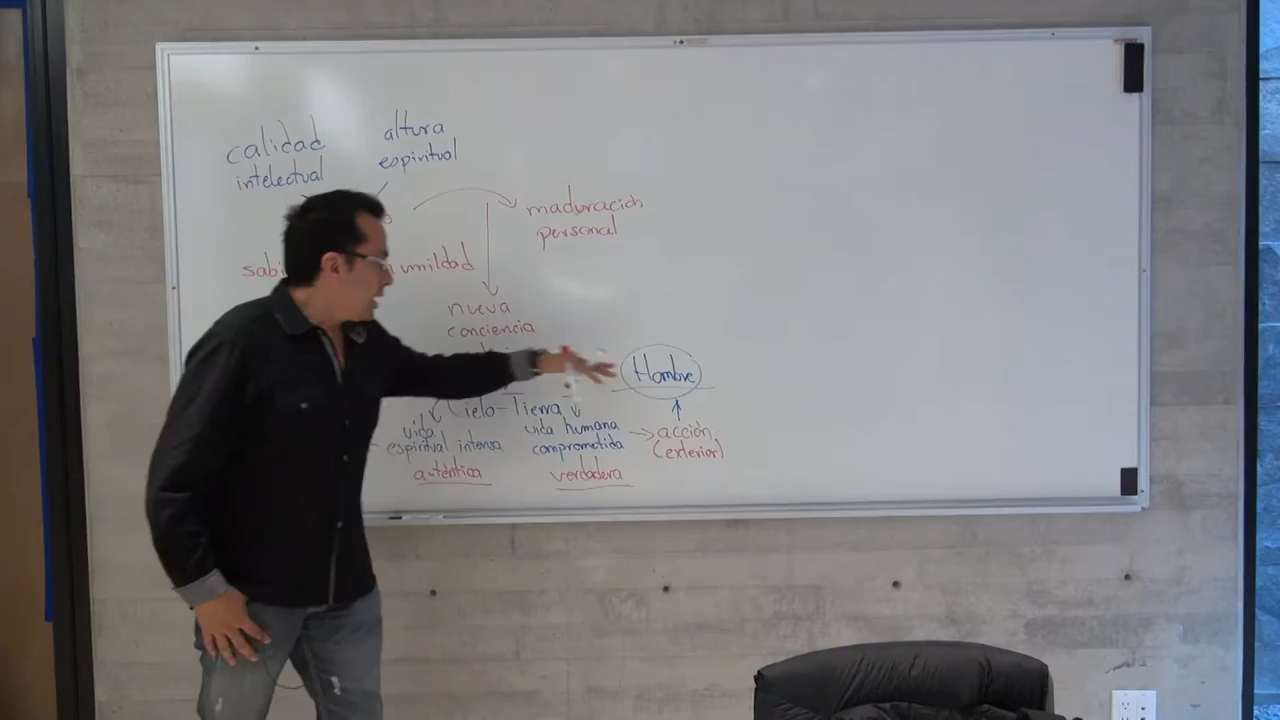 calidad
intelectual
altura
espiritual
maduración
personal
nueva
conciencia
Hombre
Cielo-Tierra
vida
espiritual intensa
auténtica
vida humana
comprometida
verdadera
acción
(exterior)